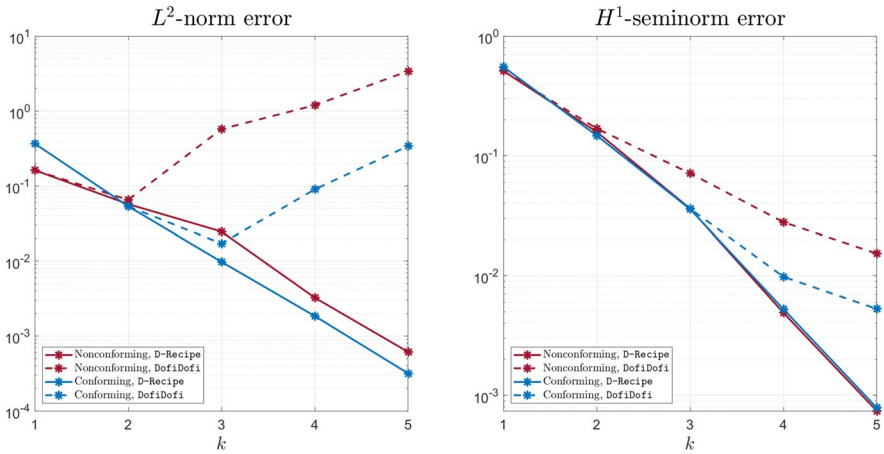 L²-norm error
10¹
10⁰
10⁻¹
10⁻²
10⁻³
10⁻⁴
Nonconforming, D-Recipe
Nonconforming, DofiDofi
Conforming, D-Recipe
Conforming, DofiDofi
1 2 3 4 5
k
H¹-seminorm error
10⁰
10⁻¹
10⁻²
10⁻³
Nonconforming, D-Recipe
Nonconforming, DofiDofi
Conforming, D-Recipe
Conforming, DofiDofi
1 2 3 4 5
k